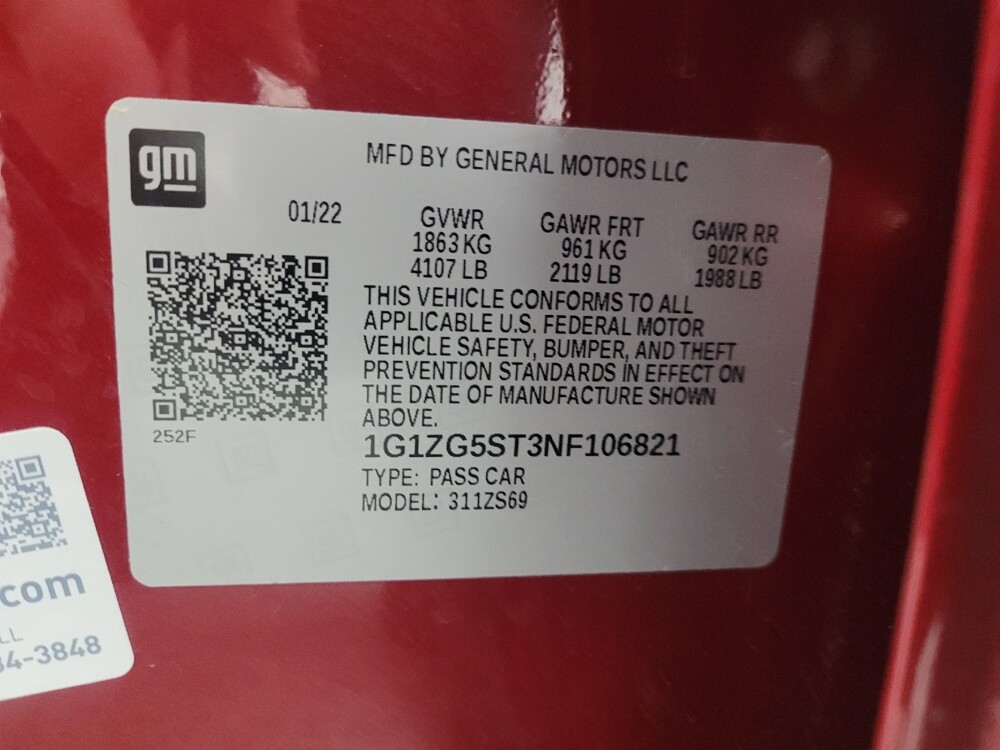 gm
MFD BY GENERAL MOTORS LLC
01/22
GVWR GAWR FRT GAWR RR
1863 KG 961 KG 902 KG
4107 LB 2119 LB 1988 LB
THIS VEHICLE CONFORMS TO ALL
APPLICABLE U.S. FEDERAL MOTOR
VEHICLE SAFETY, BUMPER, AND THEFT
PREVENTION STANDARDS IN EFFECT ON
THE DATE OF MANUFACTURE SHOWN
ABOVE.
252F
1G1ZG5ST3NF106821
TYPE: PASS CAR
MODEL: 311ZS69
.com
LL
34-3848